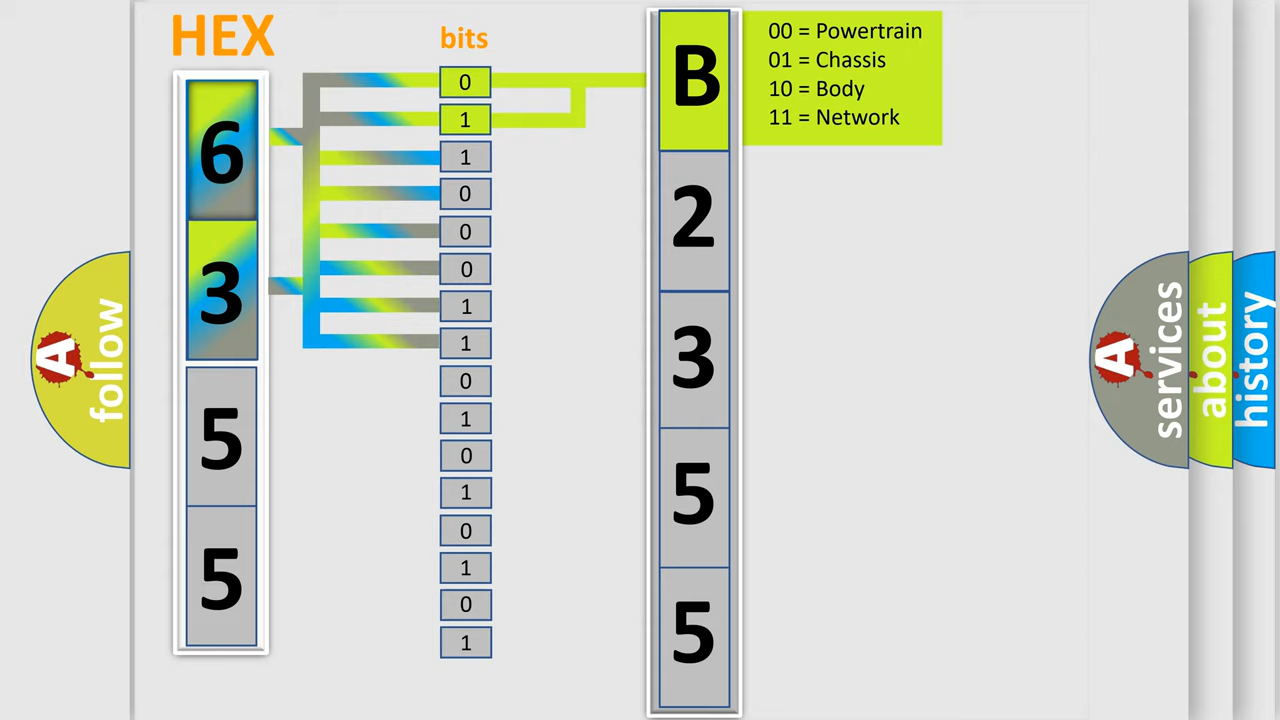 HEX
bits
6
3
5
5
0
1
1
0
0
0
1
1
0
1
0
1
0
1
0
1
B
2
3
5
5
00 = Powertrain
01 = Chassis
10 = Body
11 = Network
A
follow
A
services
about
history